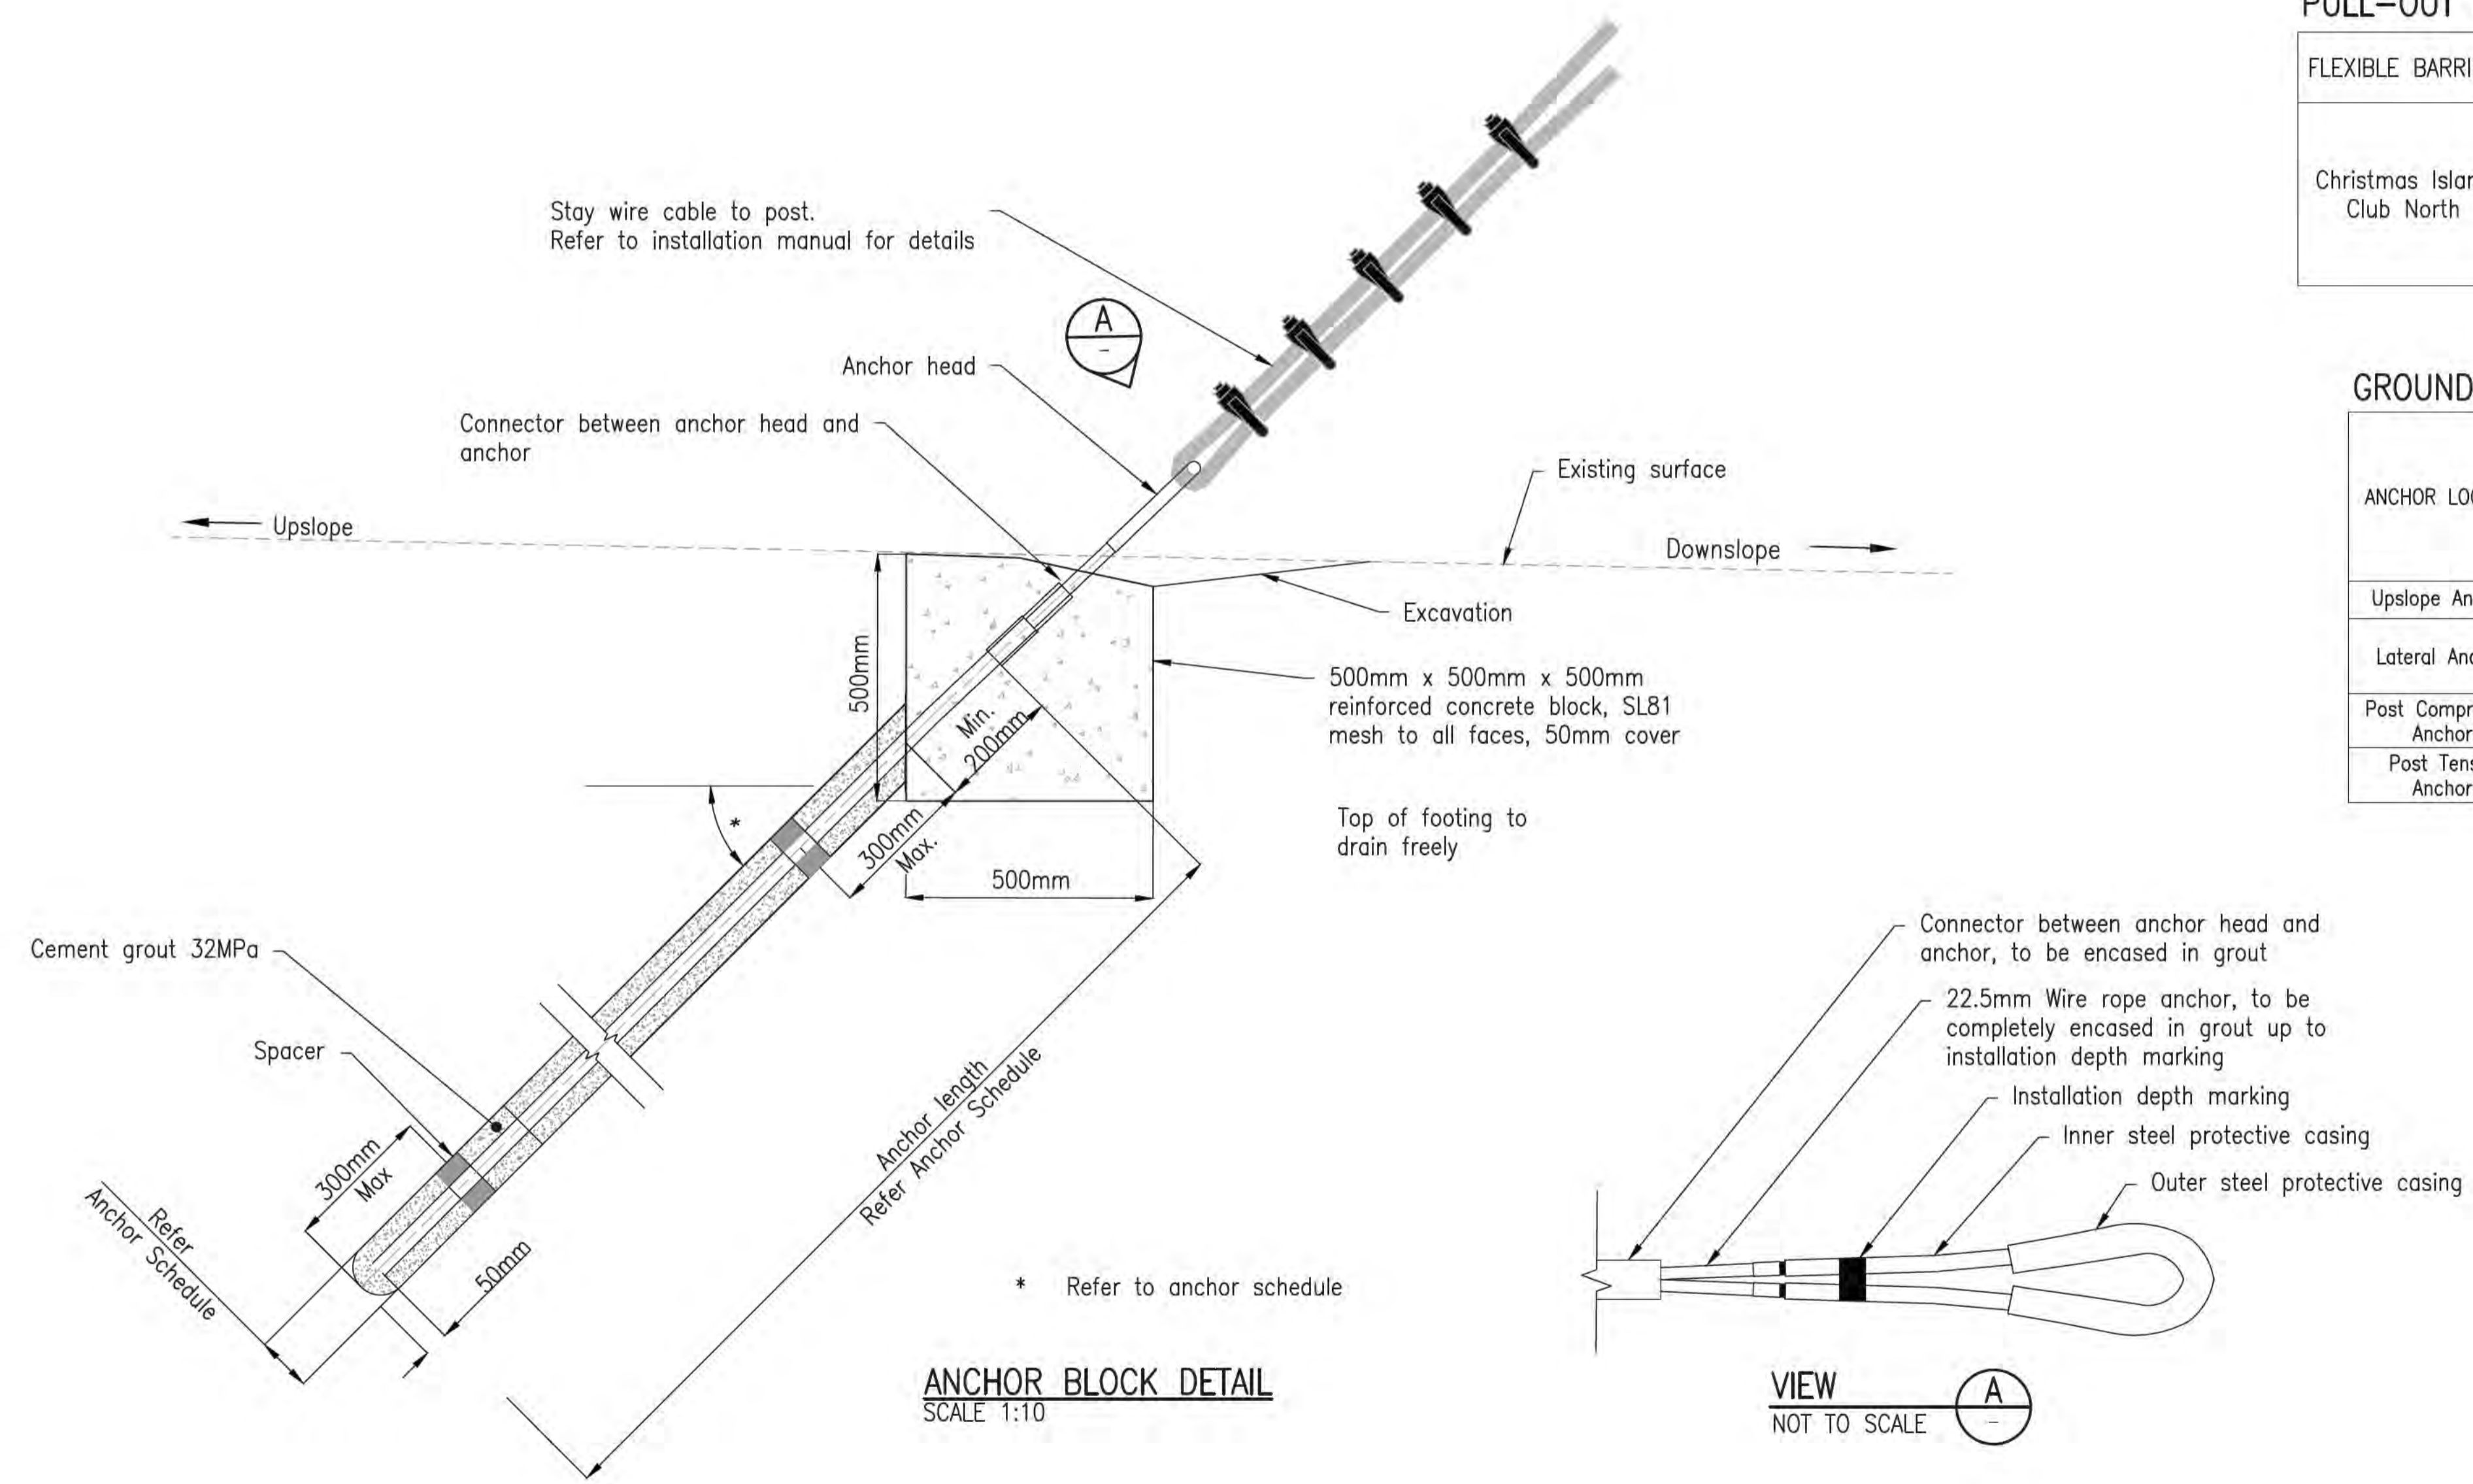 Stay wire cable to post.
Refer to installation manual for details
A
-
Anchor head
Connector between anchor head and
anchor
Upslope
Existing surface
Downslope
Excavation
500mm
500mm x 500mm x 500mm
reinforced concrete block, SL81
mesh to all faces, 50mm cover
Min.
200mm
*
300mm
Max.
Top of footing to
drain freely
500mm
Cement grout 32MPa
Spacer
300mm
Max
Refer
Anchor Schedule
50mm
Anchor length
Refer Anchor Schedule
* Refer to anchor schedule
ANCHOR BLOCK DETAIL
SCALE 1:10
Connector between anchor head and
anchor, to be encased in grout
22.5mm Wire rope anchor, to be
completely encased in grout up to
installation depth marking
Installation depth marking
Inner steel protective casing
Outer steel protective casing
VIEW
NOT TO SCALE
A
-
PULL-OUT
FLEXIBLE BARRI
Christmas Islan
Club North
GROUND
ANCHOR LOC
Upslope An
Lateral Anc
Post Compr
Anchor
Post Tens
Anchor